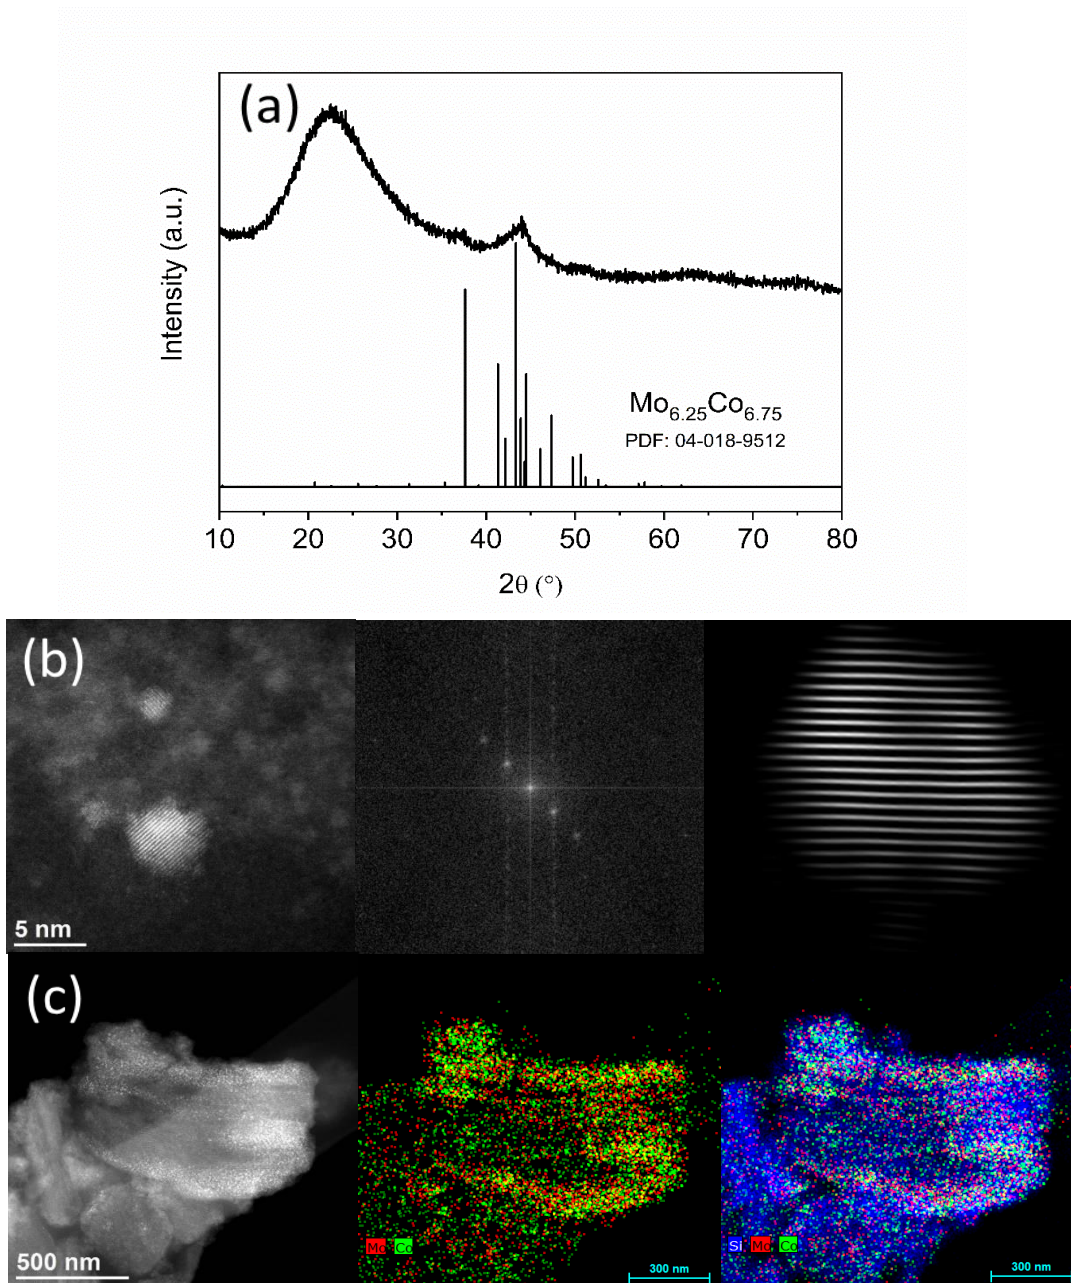 (a)
Intensity (a.u.)
Mo6.25Co6.75
PDF: 04-018-9512
10 20 30 40 50 60 70 80
2θ (°)
(b)
5 nm
(c)
500 nm
Mo Co
300 nm
Si Mo Co
300 nm